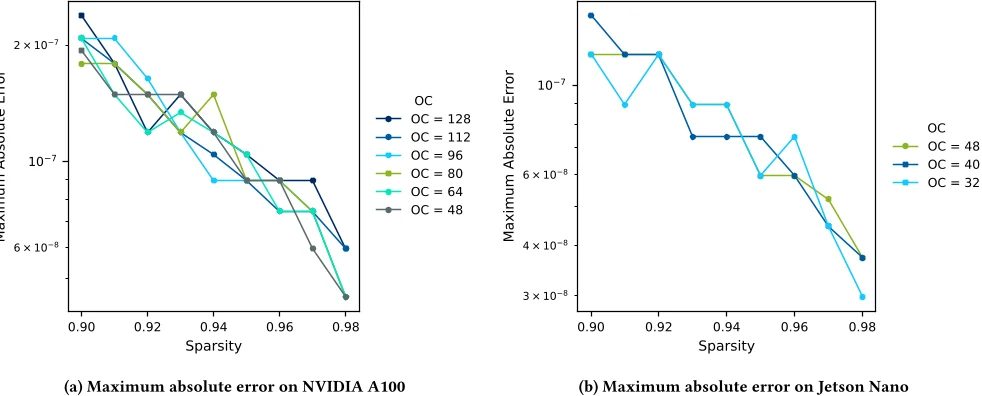 Maximum Absolute Error
2 × 10⁻⁷
10⁻⁷
6 × 10⁻⁸
0.90 0.92 0.94 0.96 0.98
Sparsity
OC
OC = 128
OC = 112
OC = 96
OC = 80
OC = 64
OC = 48
(a) Maximum absolute error on NVIDIA A100
Maximum Absolute Error
10⁻⁷
6 × 10⁻⁸
4 × 10⁻⁸
3 × 10⁻⁸
0.90 0.92 0.94 0.96 0.98
Sparsity
OC
OC = 48
OC = 40
OC = 32
(b) Maximum absolute error on Jetson Nano